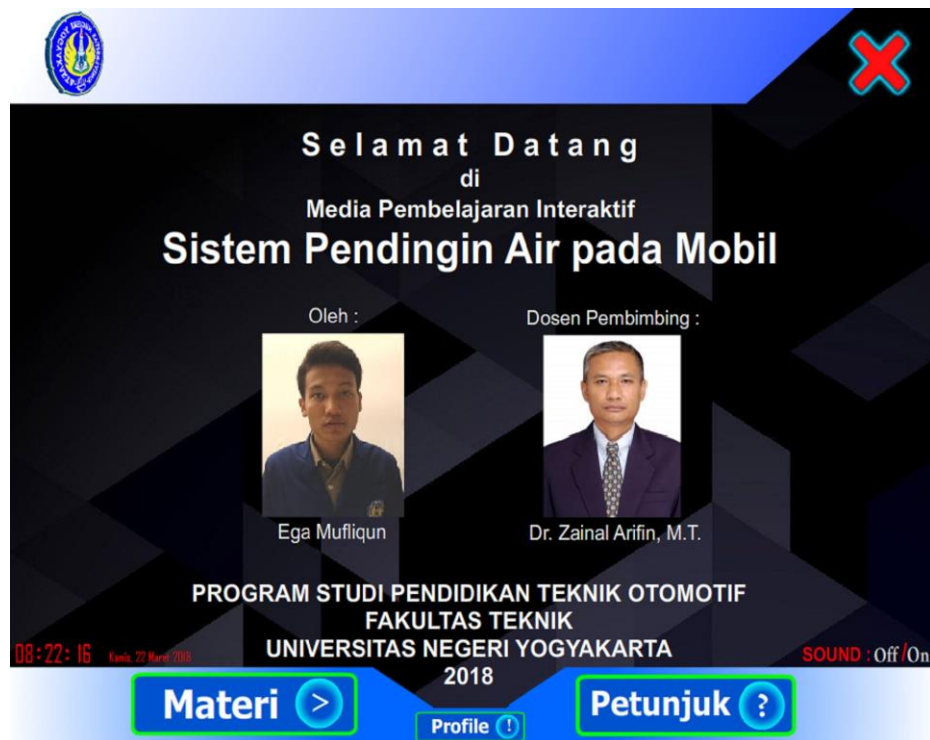 Selamat Datang
di
Media Pembelajaran Interaktif
Sistem Pendingin Air pada Mobil
Oleh :
Dosen Pembimbing :
Ega Mufliqun
Dr. Zainal Arifin, M.T.
PROGRAM STUDI PENDIDIKAN TEKNIK OTOMOTIF
FAKULTAS TEKNIK
UNIVERSITAS NEGERI YOGYAKARTA
2018
08:22:16 Kamis, 22 Maret 2018
SOUND : Off/On
Materi >
Profile !
Petunjuk ?